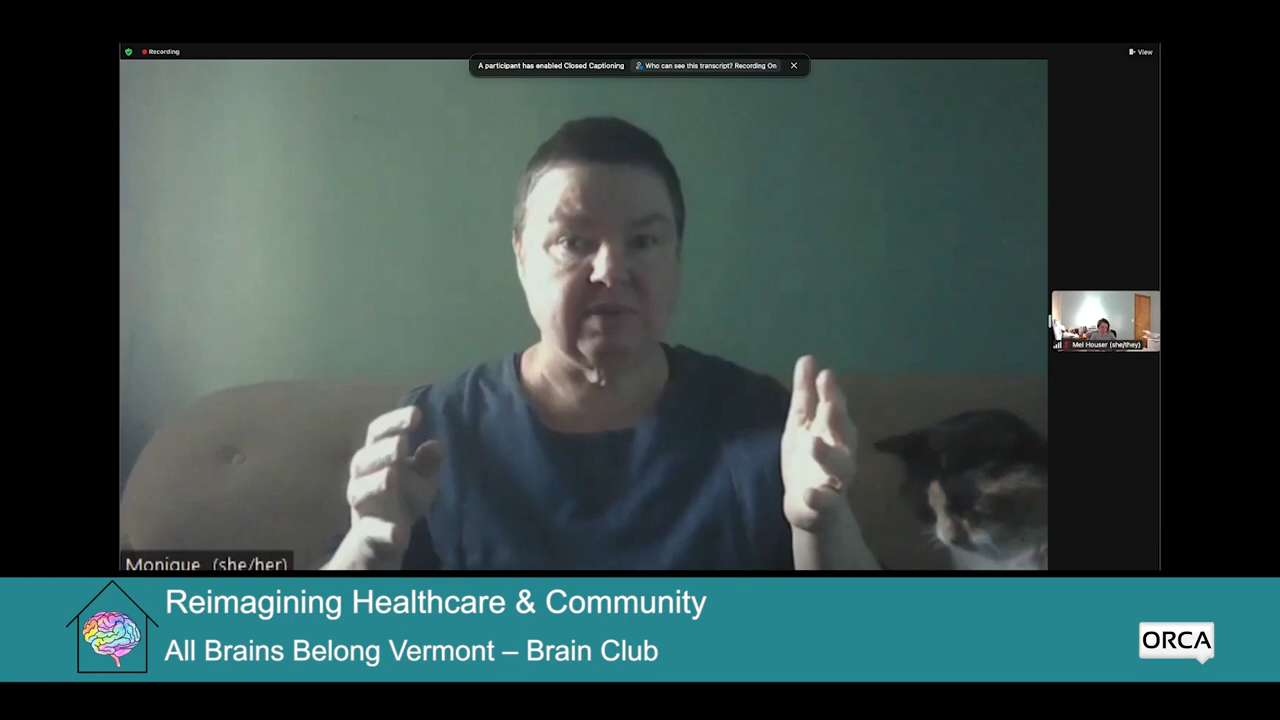 Recording
View
A participant has enabled Closed Captioning
Who can see this transcript? Recording On
Mel Houser (she/they)
Monique (she/her)
Reimagining Healthcare & Community
All Brains Belong Vermont – Brain Club
ORCA